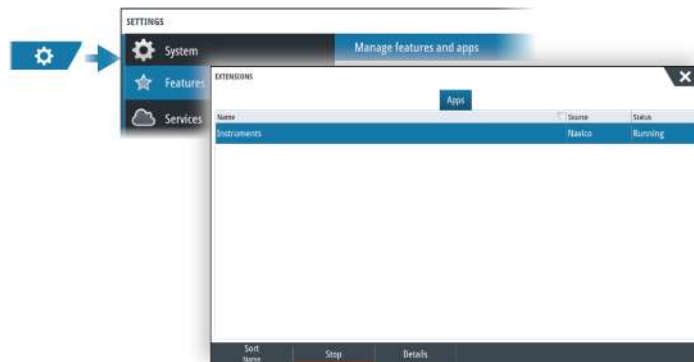 SETTINGS
System
Manage features and apps
Features
Services
EXTENSIONS
Apps
Name Source Status
Instruments Navico Running
Sort
Name
Stop
Details